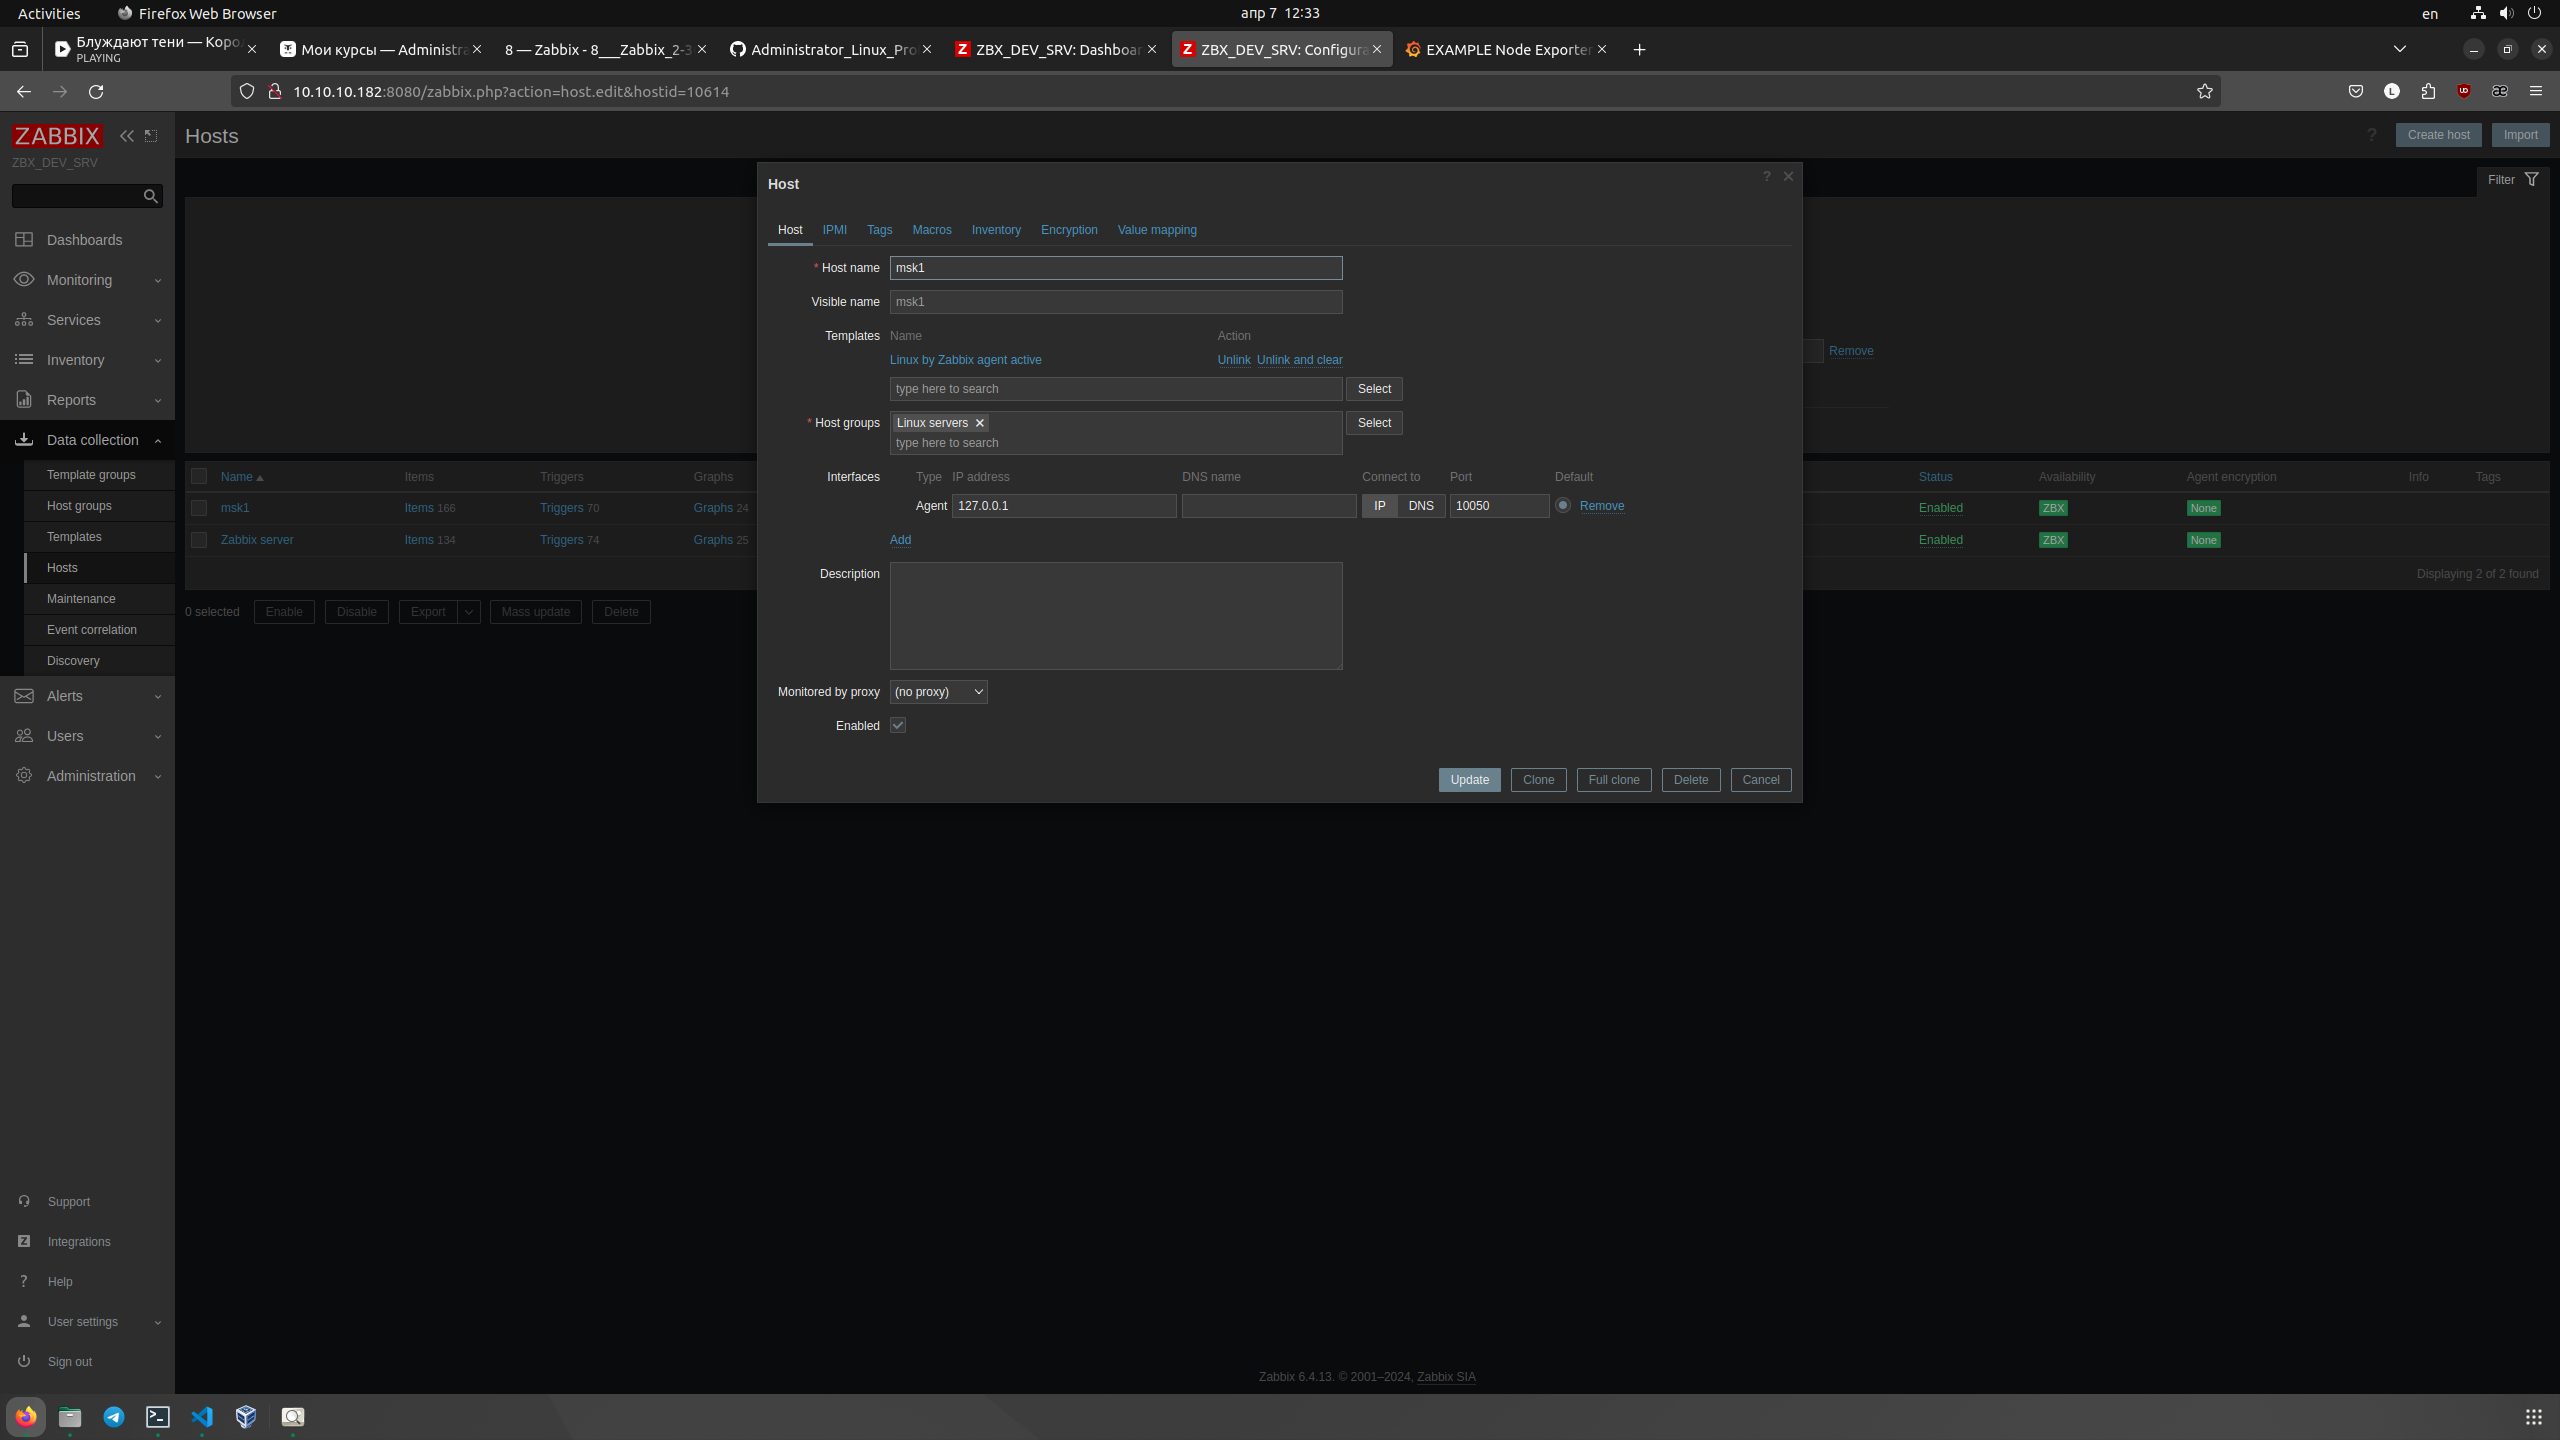 Activities
Firefox Web Browser
апр 7 12:33
en
Блуждают тени — Коро
PLAYING
Мои курсы — Administra
8 — Zabbix - 8___Zabbix_2-3
Administrator_Linux_Pro
ZBX_DEV_SRV: Dashboar
ZBX_DEV_SRV: Configura
EXAMPLE Node Exporter
10.10.10.182:8080/zabbix.php?action=host.edit&hostid=10614
ZABBIX
ZBX_DEV_SRV
Dashboards
Monitoring
Services
Inventory
Reports
Data collection
Template groups
Host groups
Templates
Hosts
Maintenance
Event correlation
Discovery
Alerts
Users
Administration
Support
Integrations
Help
User settings
Sign out
Hosts
? Create host Import
Filter
Remove
Name Items Triggers Graphs Status Availability Agent encryption Info Tags
msk1 Items 166 Triggers 70 Graphs 24 Enabled ZBX None
Zabbix server Items 134 Triggers 74 Graphs 25 Enabled ZBX None
Displaying 2 of 2 found
0 selected Enable Disable Export Mass update Delete
Host
?
Host IPMI Tags Macros Inventory Encryption Value mapping
* Host name msk1
Visible name msk1
Templates Name Action
Linux by Zabbix agent active Unlink Unlink and clear
type here to search Select
* Host groups Linux servers Select
type here to search
Interfaces Type IP address DNS name Connect to Port Default
Agent 127.0.0.1 IP DNS 10050 Remove
Add
Description
Monitored by proxy (no proxy)
Enabled
Update Clone Full clone Delete Cancel
Zabbix 6.4.13. © 2001–2024, Zabbix SIA